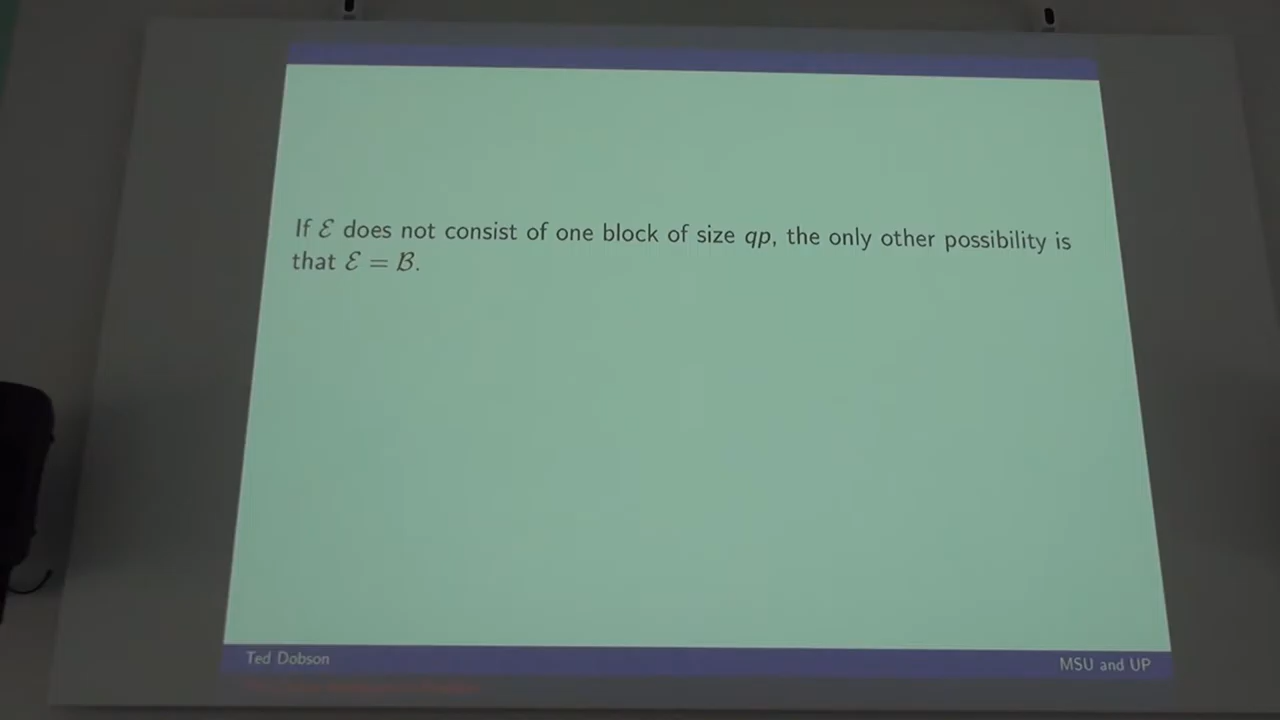 If ℰ does not consist of one block of size qp, the only other possibility is
that ℰ = ℬ.
Ted Dobson
MSU and UP